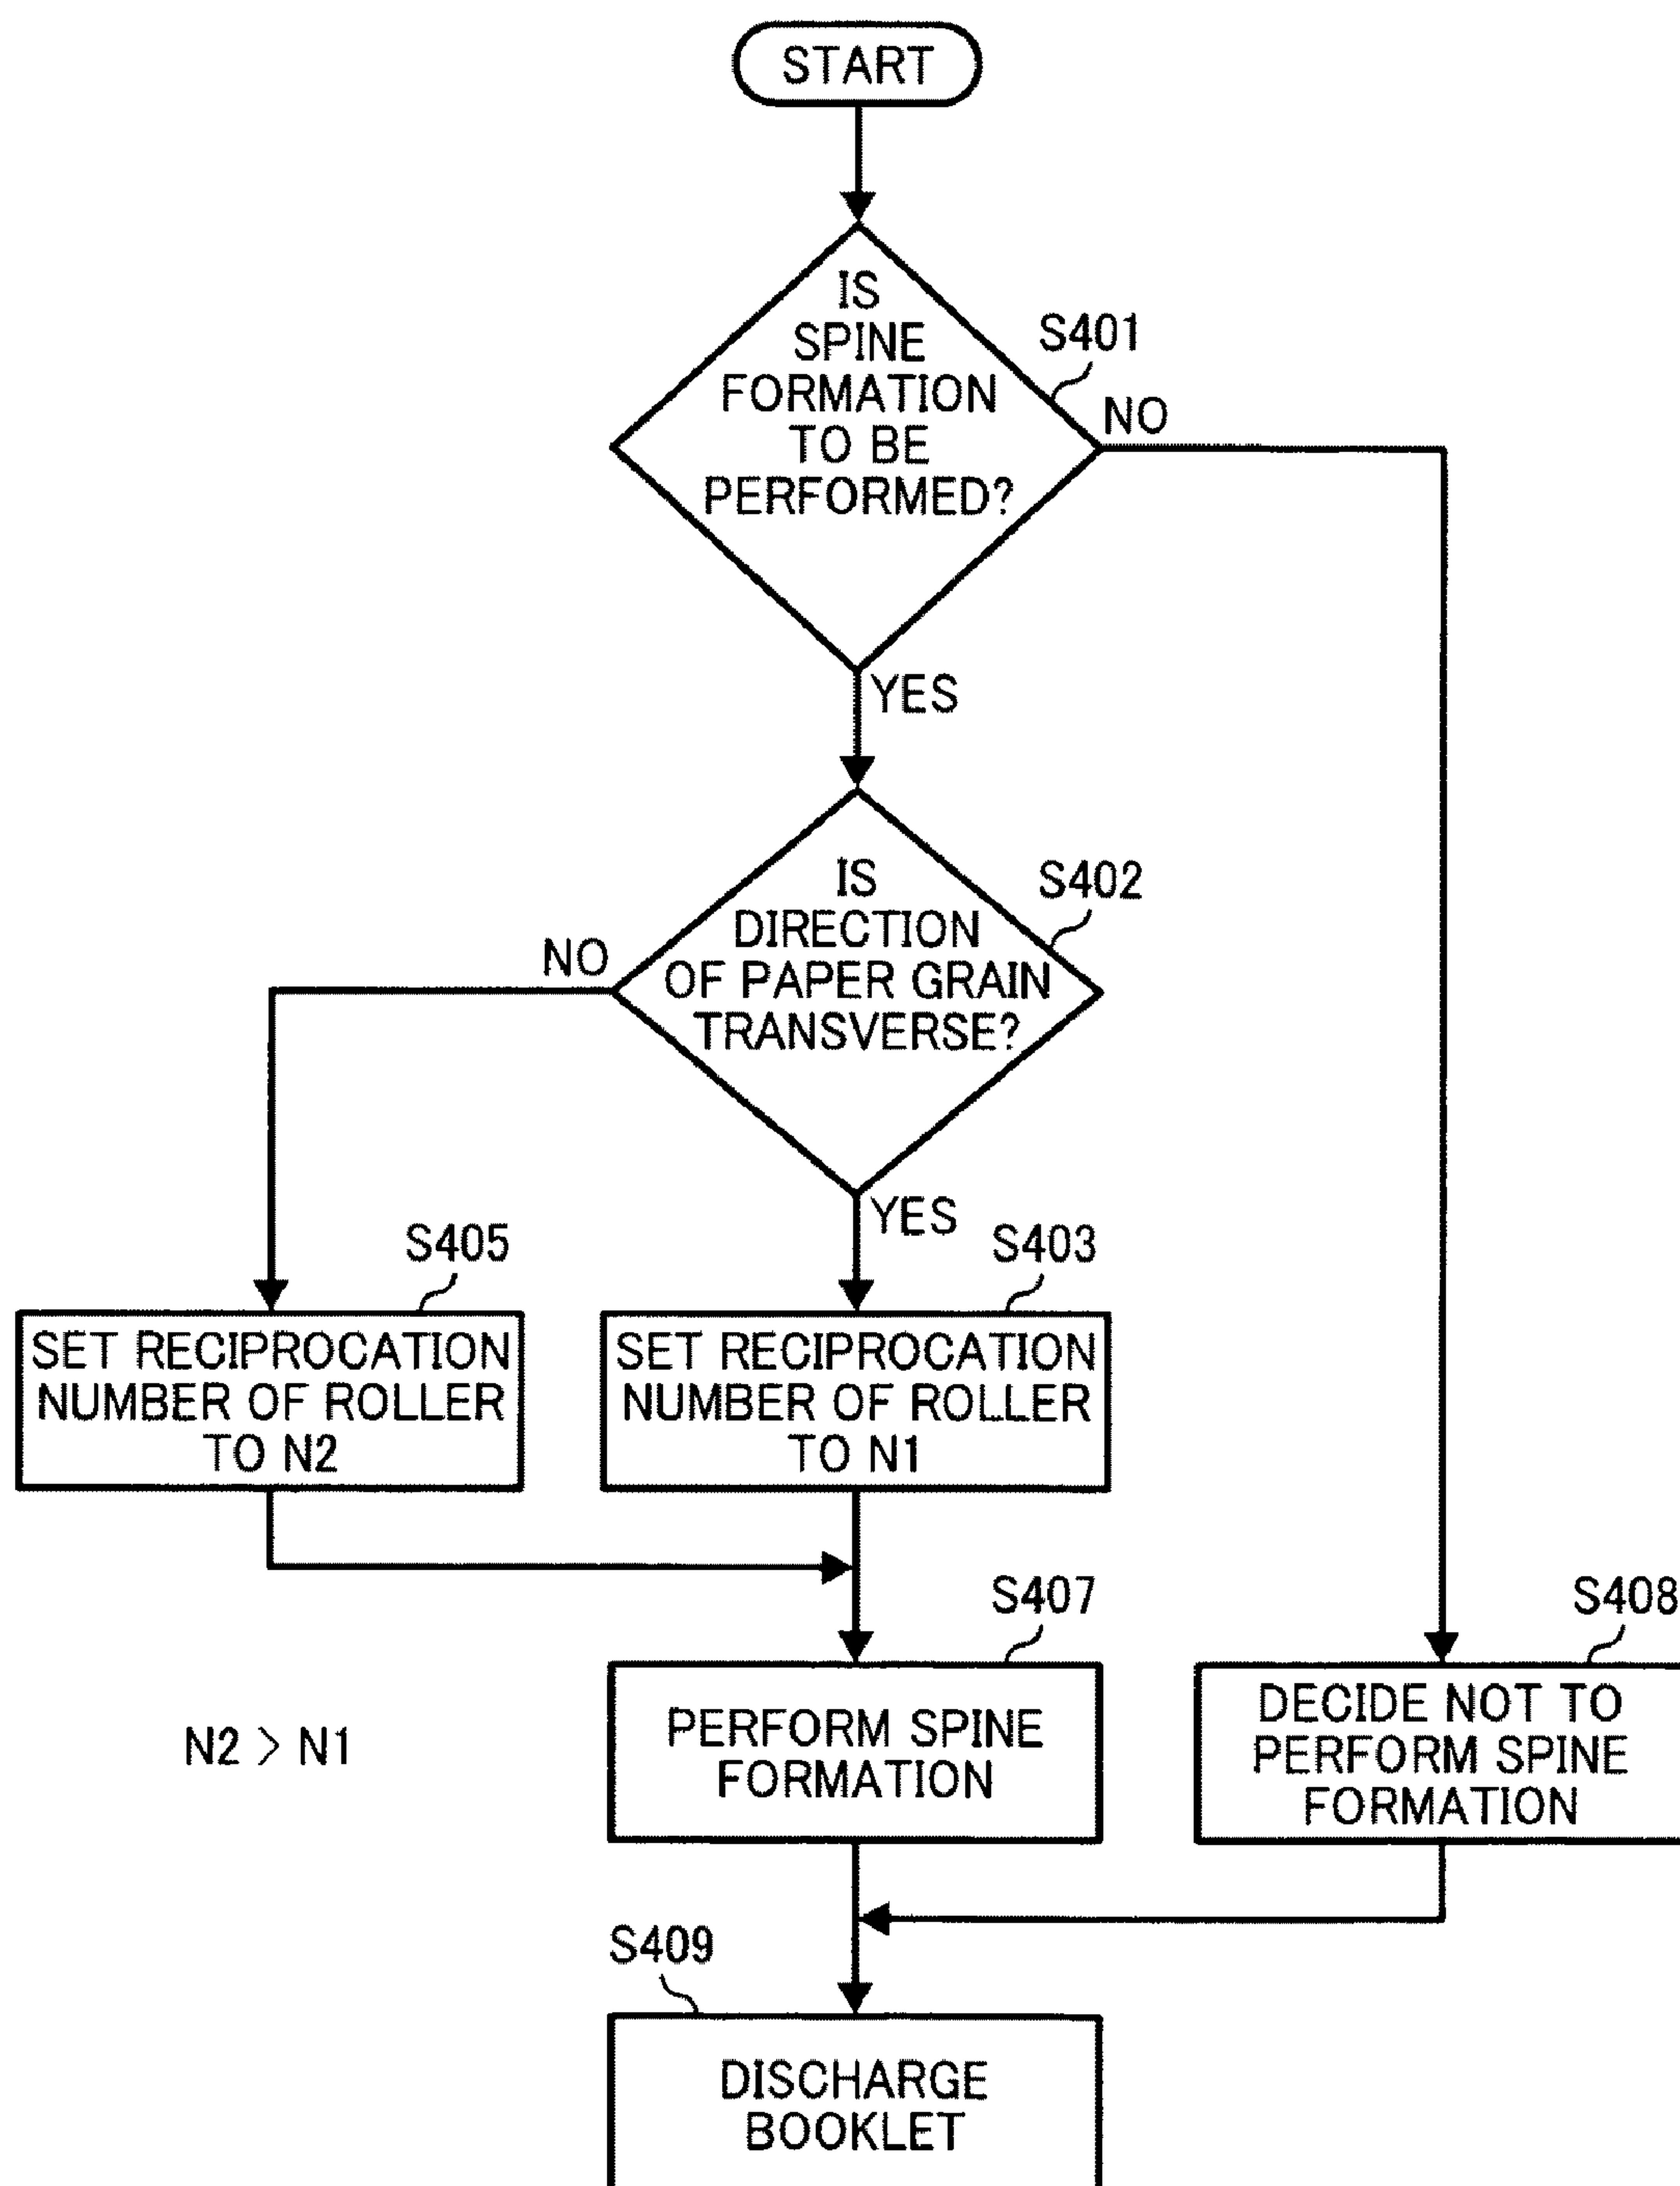 START
IS
SPINE
FORMATION
TO BE
PERFORMED?
S401
NO
YES
IS
DIRECTION
OF PAPER GRAIN
TRANSVERSE?
S402
NO
YES
S405
SET RECIPROCATION
NUMBER OF ROLLER
TO N2
S403
SET RECIPROCATION
NUMBER OF ROLLER
TO N1
S407
PERFORM SPINE
FORMATION
S408
DECIDE NOT TO
PERFORM SPINE
FORMATION
N2 > N1
S409
DISCHARGE
BOOKLET